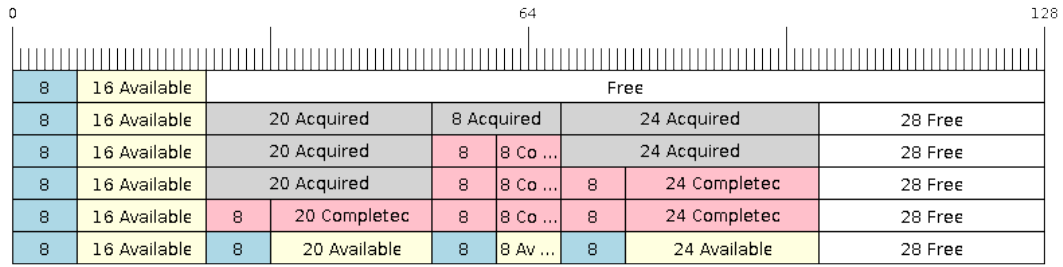 0 64 128
8 16 Available Free
8 16 Available 20 Acquired 8 Acquired 24 Acquired 28 Free
8 16 Available 20 Acquired 8 8 Co ... 24 Acquired 28 Free
8 16 Available 20 Acquired 8 8 Co ... 8 24 Completed 28 Free
8 16 Available 8 20 Completed 8 8 Co ... 8 24 Completed 28 Free
8 16 Available 8 20 Available 8 8 Av ... 8 24 Available 28 Free